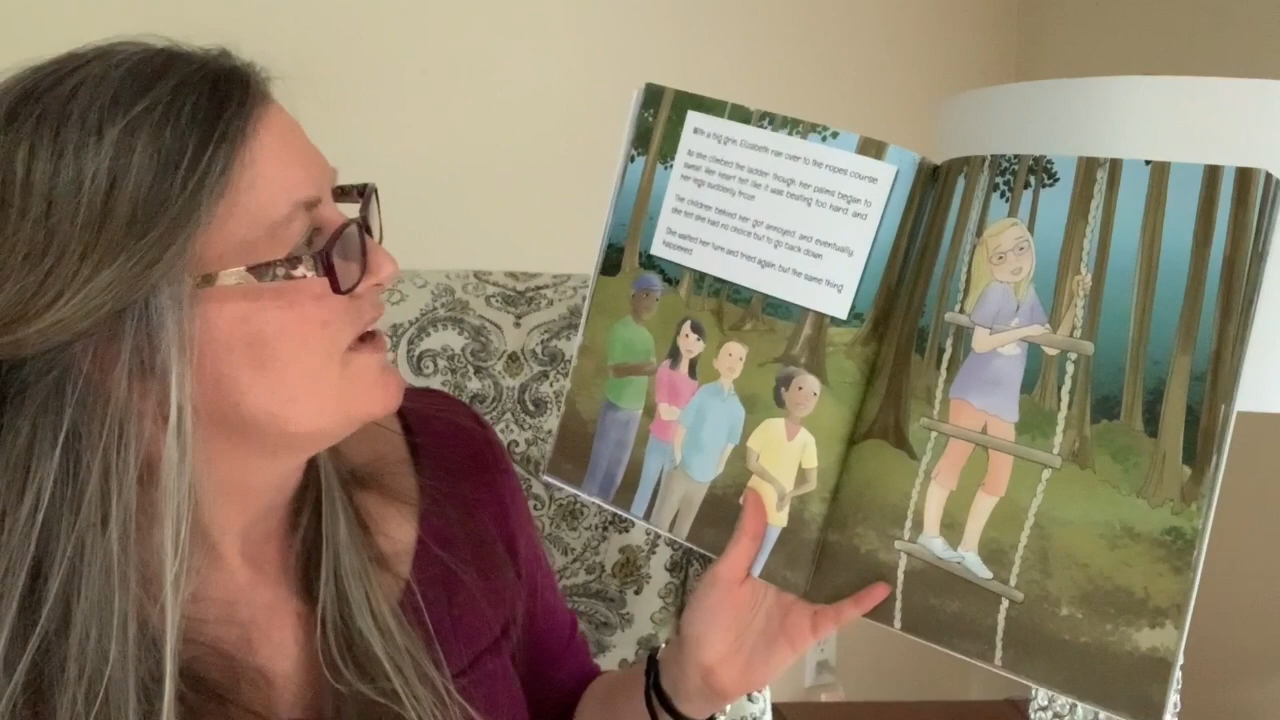 With a big grin, Elizabeth ran over to the ropes course.
As she climbed the ladder though, her palms began to
sweat. Her heart felt like it was beating too hard, and
her legs suddenly froze.
The children behind her got annoyed, and eventually,
she felt she had no choice but to go back down.
She waited her turn and tried again, but the same thing
happened.